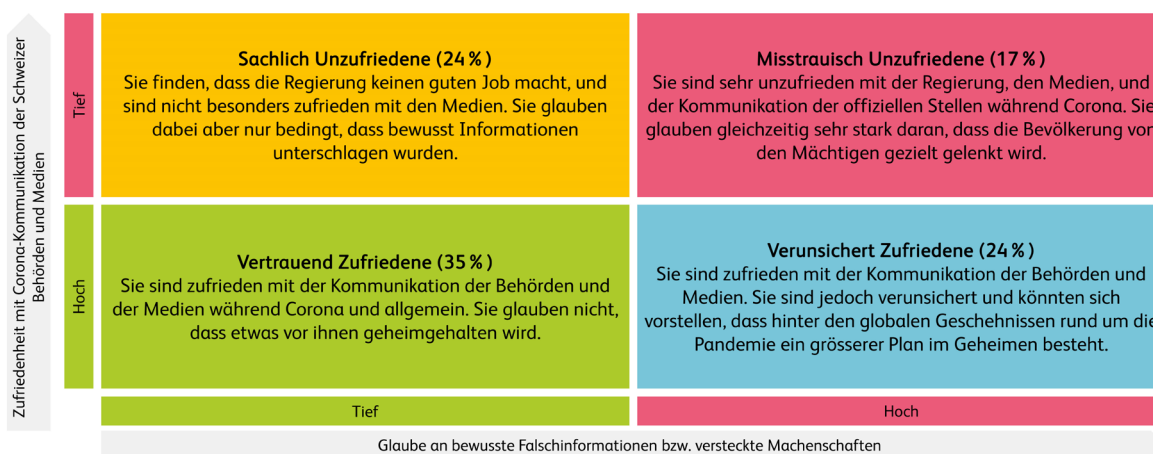 Zufriedenheit mit Corona-Kommunikation der Schweizer
Behörden und Medien
Tief
Sachlich Unzufriedene (24 %)
Sie finden, dass die Regierung keinen guten Job macht, und
sind nicht besonders zufrieden mit den Medien. Sie glauben
dabei aber nur bedingt, dass bewusst Informationen
unterschlagen wurden.
Misstrauisch Unzufriedene (17 %)
Sie sind sehr unzufrieden mit der Regierung, den Medien, und
der Kommunikation der offiziellen Stellen während Corona. Sie
glauben gleichzeitig sehr stark daran, dass die Bevölkerung von
den Mächtigen gezielt gelenkt wird.
Hoch
Vertrauend Zufriedene (35 %)
Sie sind zufrieden mit der Kommunikation der Behörden und
der Medien während Corona und allgemein. Sie glauben nicht,
dass etwas vor ihnen geheimgehalten wird.
Verunsichert Zufriedene (24 %)
Sie sind zufrieden mit der Kommunikation der Behörden und
Medien. Sie sind jedoch verunsichert und könnten sich
vorstellen, dass hinter den globalen Geschehnissen rund um die
Pandemie ein grösserer Plan im Geheimen besteht.
Tief
Hoch
Glaube an bewusste Falschinformationen bzw. versteckte Machenschaften